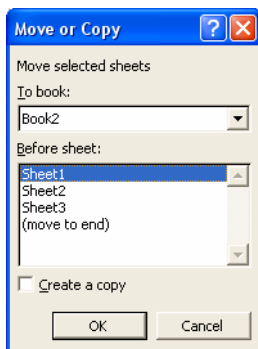 Move or Copy
Move selected sheets
To book:
Book2
Before sheet:
Sheet1
Sheet2
Sheet3
(move to end)
Create a copy
OK Cancel